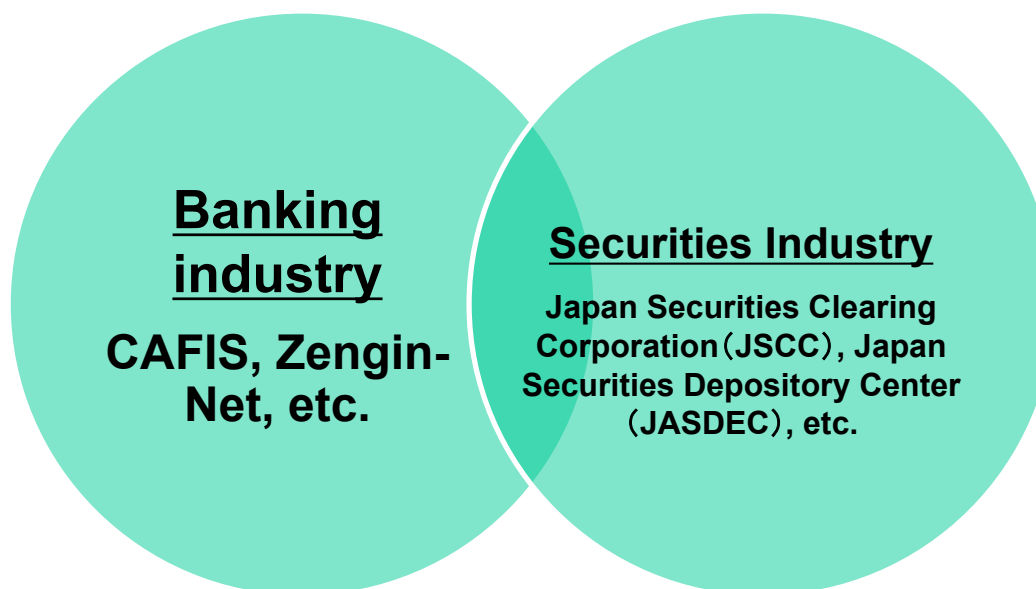 Banking
industry
CAFIS, Zengin-
Net, etc.
Securities Industry
Japan Securities Clearing
Corporation（JSCC）, Japan
Securities Depository Center
（JASDEC）, etc.